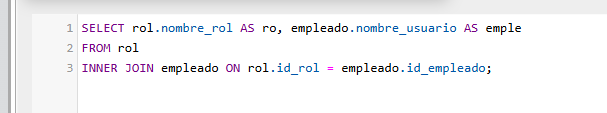 1 SELECT rol.nombre_rol AS ro, empleado.nombre_usuario AS emple
2 FROM rol
3 INNER JOIN empleado ON rol.id_rol = empleado.id_empleado;